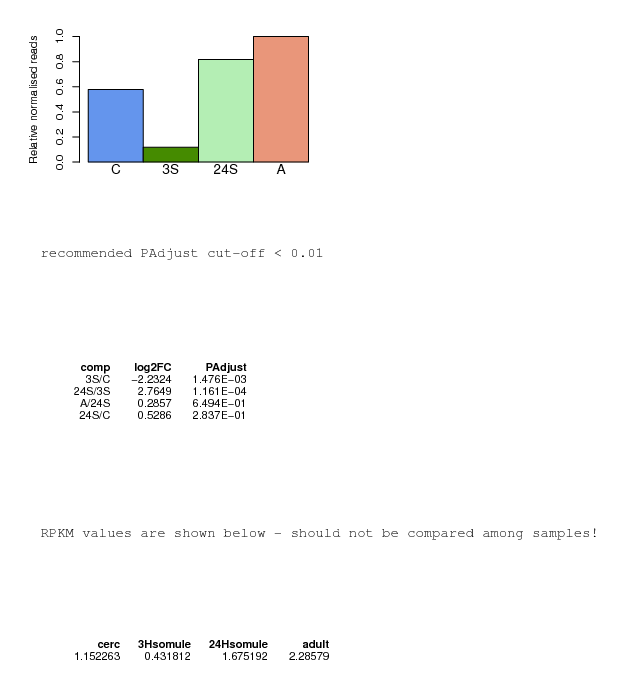 Relative normalised reads
1.0
0.8
0.6
0.4
0.2
0.0
C 3S 24S A
recommended PAdjust cut-off < 0.01
comp log2FC PAdjust
3S/C −2.2324 1.476E−03
24S/3S 2.7649 1.161E−04
A/24S 0.2857 6.494E−01
24S/C 0.5286 2.837E−01
RPKM values are shown below - should not be compared among samples!
cerc 3Hsomule 24Hsomule adult
1.152263 0.431812 1.675192 2.28579